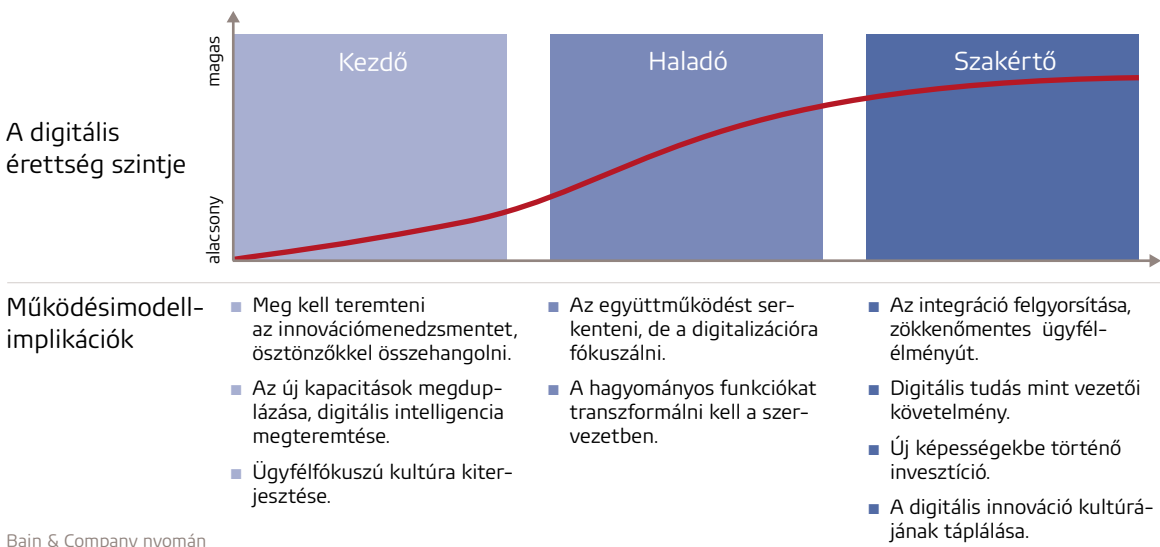 magas
alacsony
A digitális
érettség szintje
Kezdő
Haladó
Szakértő
Működésimodell-
implikációk
■ Meg kell teremteni
az innovációmenedzsmentet,
ösztönzőkkel összehangolni.
■ Az új kapacitások megdup-
lázása, digitális intelligencia
megteremtése.
■ Ügyfélfókuszú kultúra kiter-
jesztése.
■ Az együttműködést ser-
kenteni, de a digitalizációra
fókuszálni.
■ A hagyományos funkciókat
transzformálni kell a szer-
vezetben.
■ Az integráció felgyorsítása,
zökkenőmentes ügyfél-
élményút.
■ Digitális tudás mint vezetői
követelmény.
■ Új képességekbe történő
invesztíció.
■ A digitális innováció kultúrá-
jának táplálása.
Bain & Company nyomán